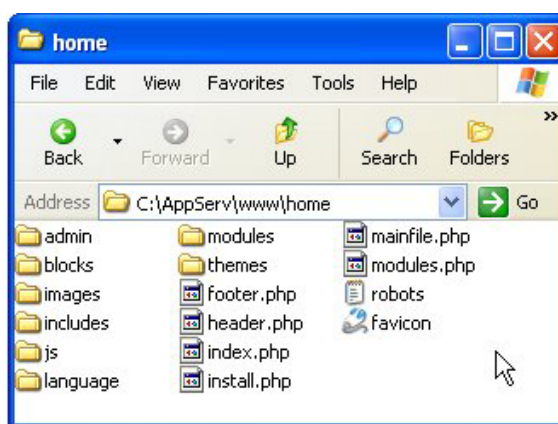 home
File Edit View Favorites Tools Help
Back Forward Up Search Folders »
Address C:\AppServ\www\home Go
admin modules mainfile.php
blocks themes modules.php
images footer.php robots
includes header.php favicon
js index.php
language install.php